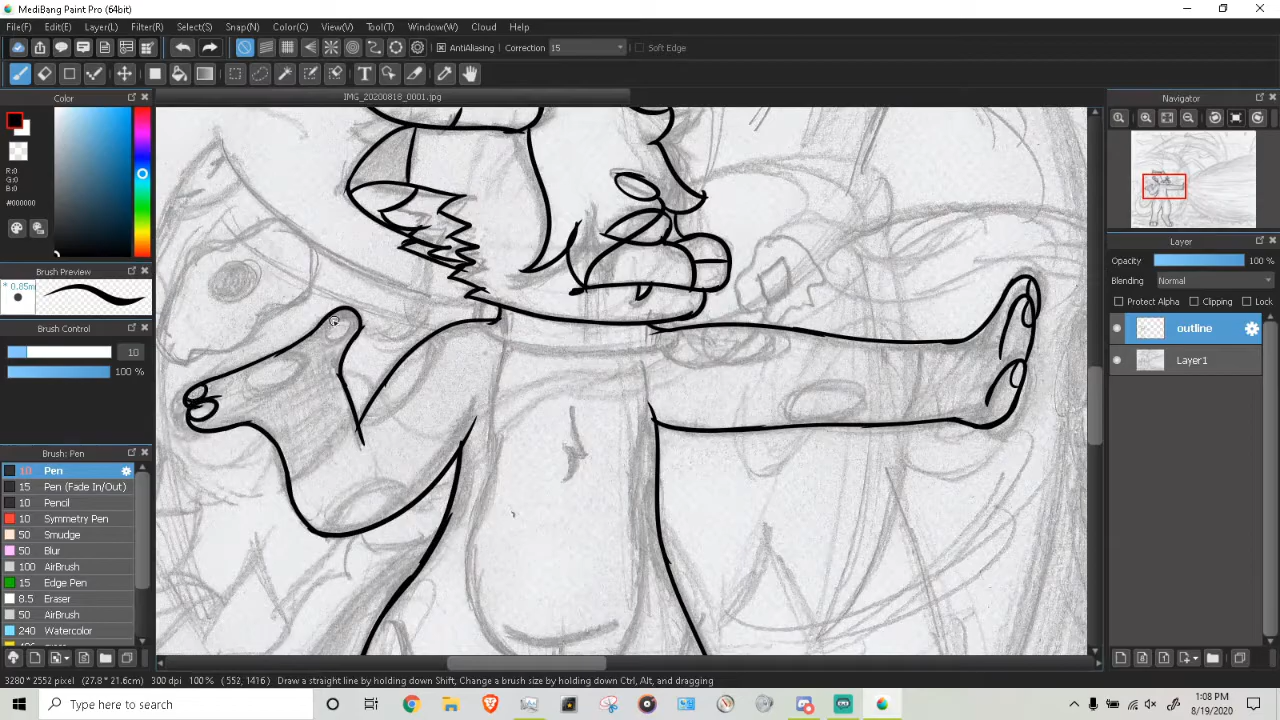 MediBang Paint Pro (64bit)
File(F) Edit(E) Layer(L) Filter(R) Select(S) Snap(N) Color(C) View(V) Tool(T) Window(W) Cloud Help
AntiAliasing Correction 15 Soft Edge
Color
IMG_20200818_0001.jpg
Navigator
R:0
G:0
B:0
#000000
Brush Preview
* 0.85m
Brush Control
10
100 %
Brush: Pen
10 Pen
15 Pen (Fade In/Out)
10 Pencil
10 Symmetry Pen
50 Smudge
50 Blur
100 AirBrush
15 Edge Pen
8.5 Eraser
50 AirBrush
240 Watercolor
Layer
Opacity 100 %
Blending Normal
Protect Alpha Clipping Lock
outline
Layer1
3280 * 2552 pixel (27.8 * 21.6cm) 300 dpi 100 % ( 552, 1416 ) Draw a straight line by holding down Shift, Change a brush size by holding down Ctrl, Alt, and dragging
Type here to search
1:08 PM
8/19/2020